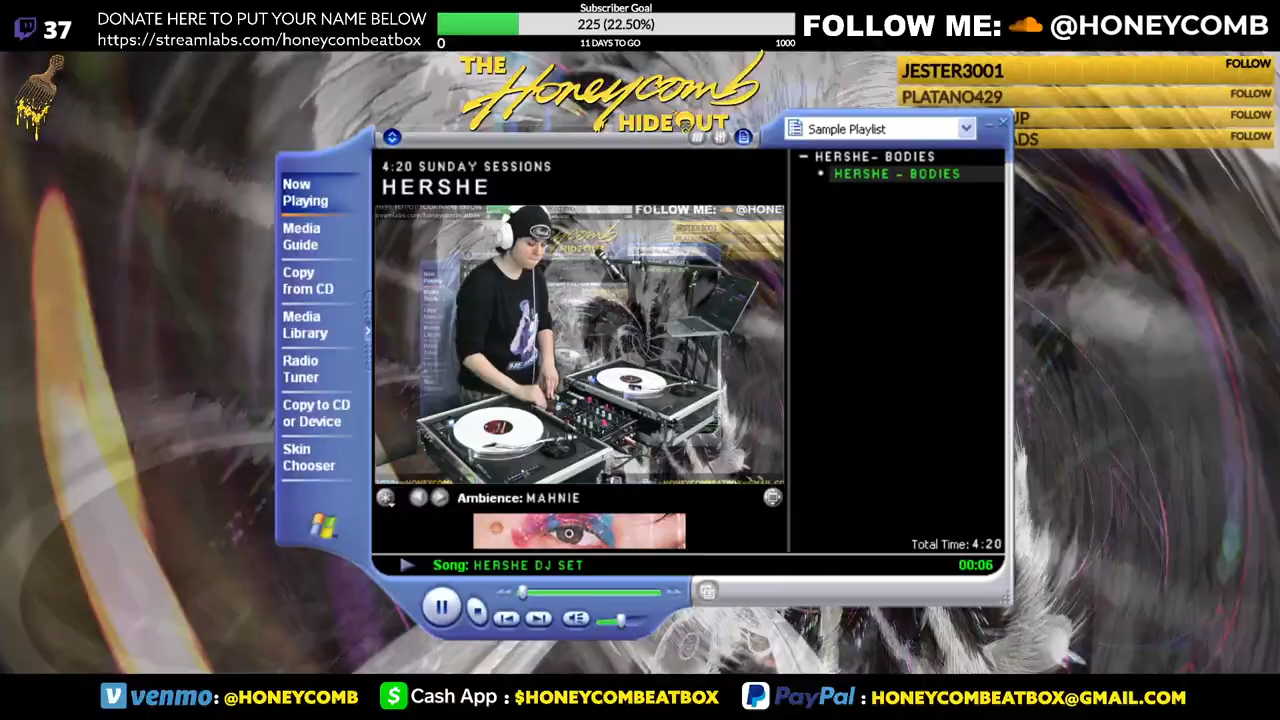 37
DONATE HERE TO PUT YOUR NAME BELOW
https://streamlabs.com/honeycombeatbox
Subscriber Goal
225 (22.50%)
0
11 DAYS TO GO
1000
FOLLOW ME: @HONEYCOMB
THE
Honeycomb
HIDEOUT
JESTER3001 FOLLOW
PLATANO429 FOLLOW
UP FOLLOW
ADS FOLLOW
Sample Playlist
4:20 SUNDAY SESSIONS
HERSHE
HERSHE- BODIES
HERSHE - BODIES
Now
Playing
Media
Guide
Copy
from CD
Media
Library
Radio
Tuner
Copy to CD
or Device
Skin
Chooser
FOLLOW ME: @HONEY
Ambience: MAHNIE
Total Time: 4:20
Song: HERSHE DJ SET
00:06
venmo: @HONEYCOMB
Cash App : $HONEYCOMBEATBOX
PayPal : HONEYCOMBEATBOX@GMAIL.COM